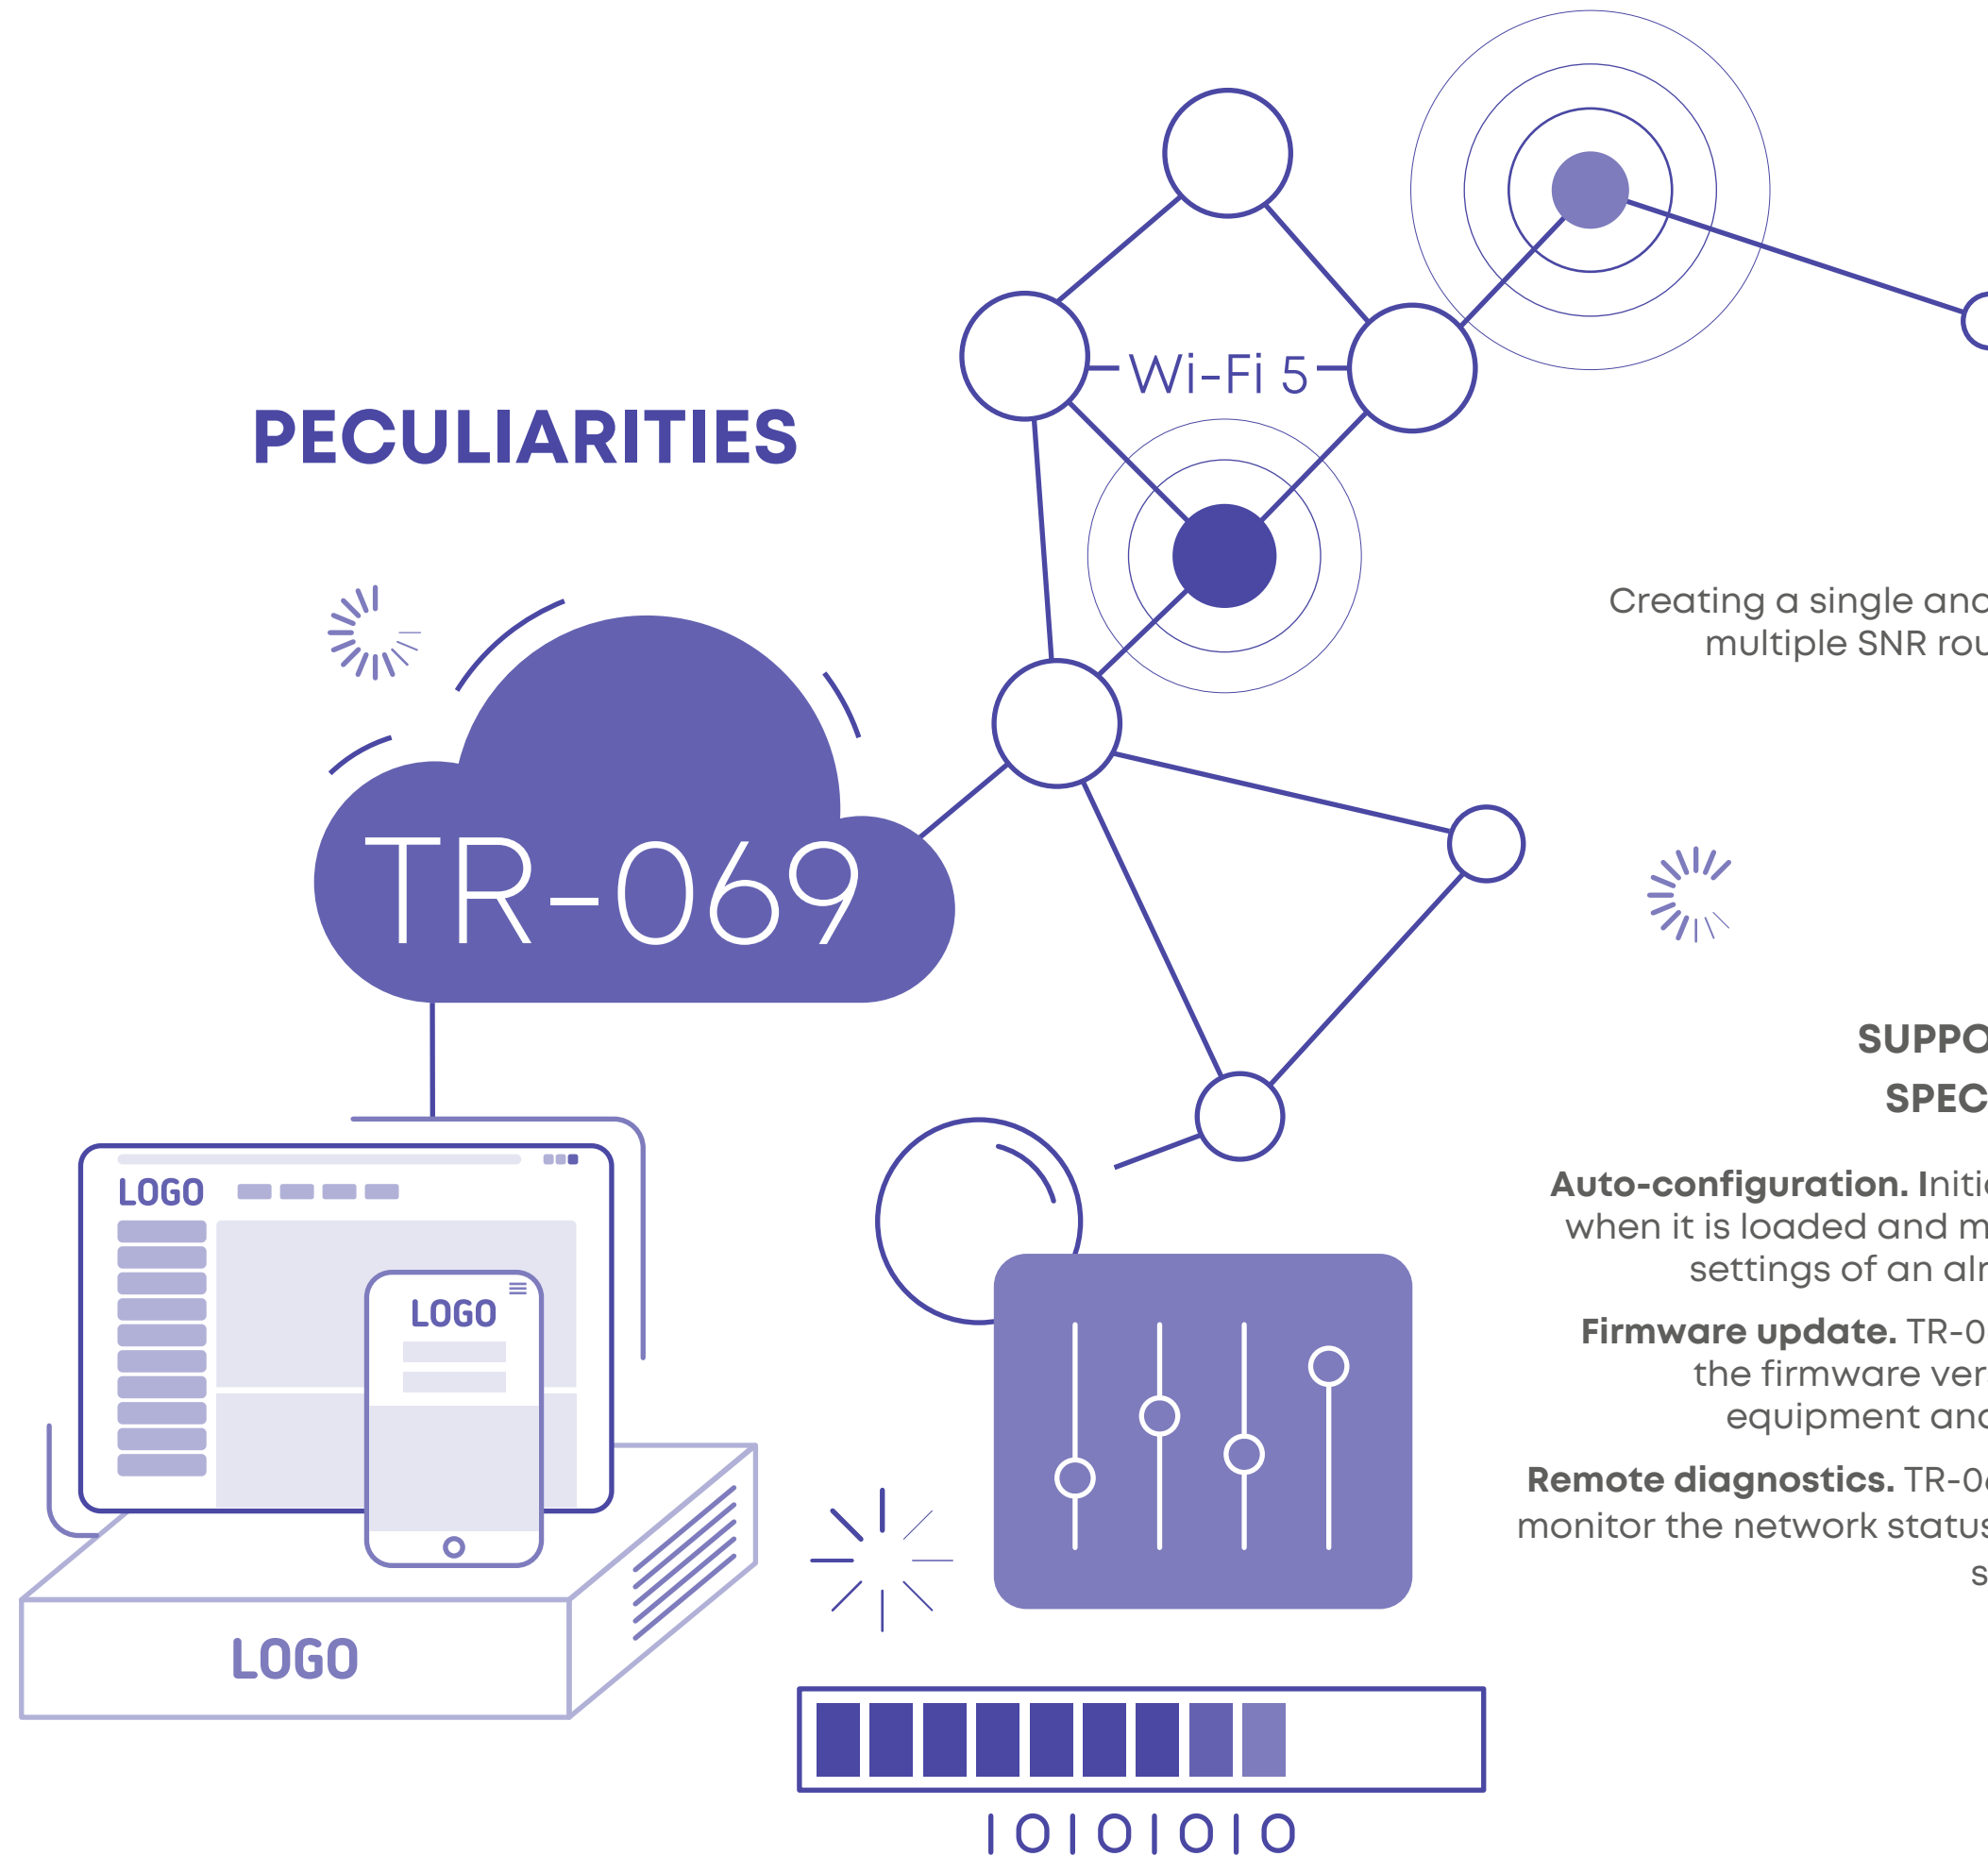 Wi-Fi 5
PECULIARITIES
Creating a single and
multiple SNR rou
TR-069
SUPPO
SPEC
LOGO
Auto-configuration. Initi
when it is loaded and m
settings of an alr
LOGO
Firmware update. TR-0
the firmware ver
equipment and
Remote diagnostics. TR-06
monitor the network status
s
LOGO
IOIOIOIO